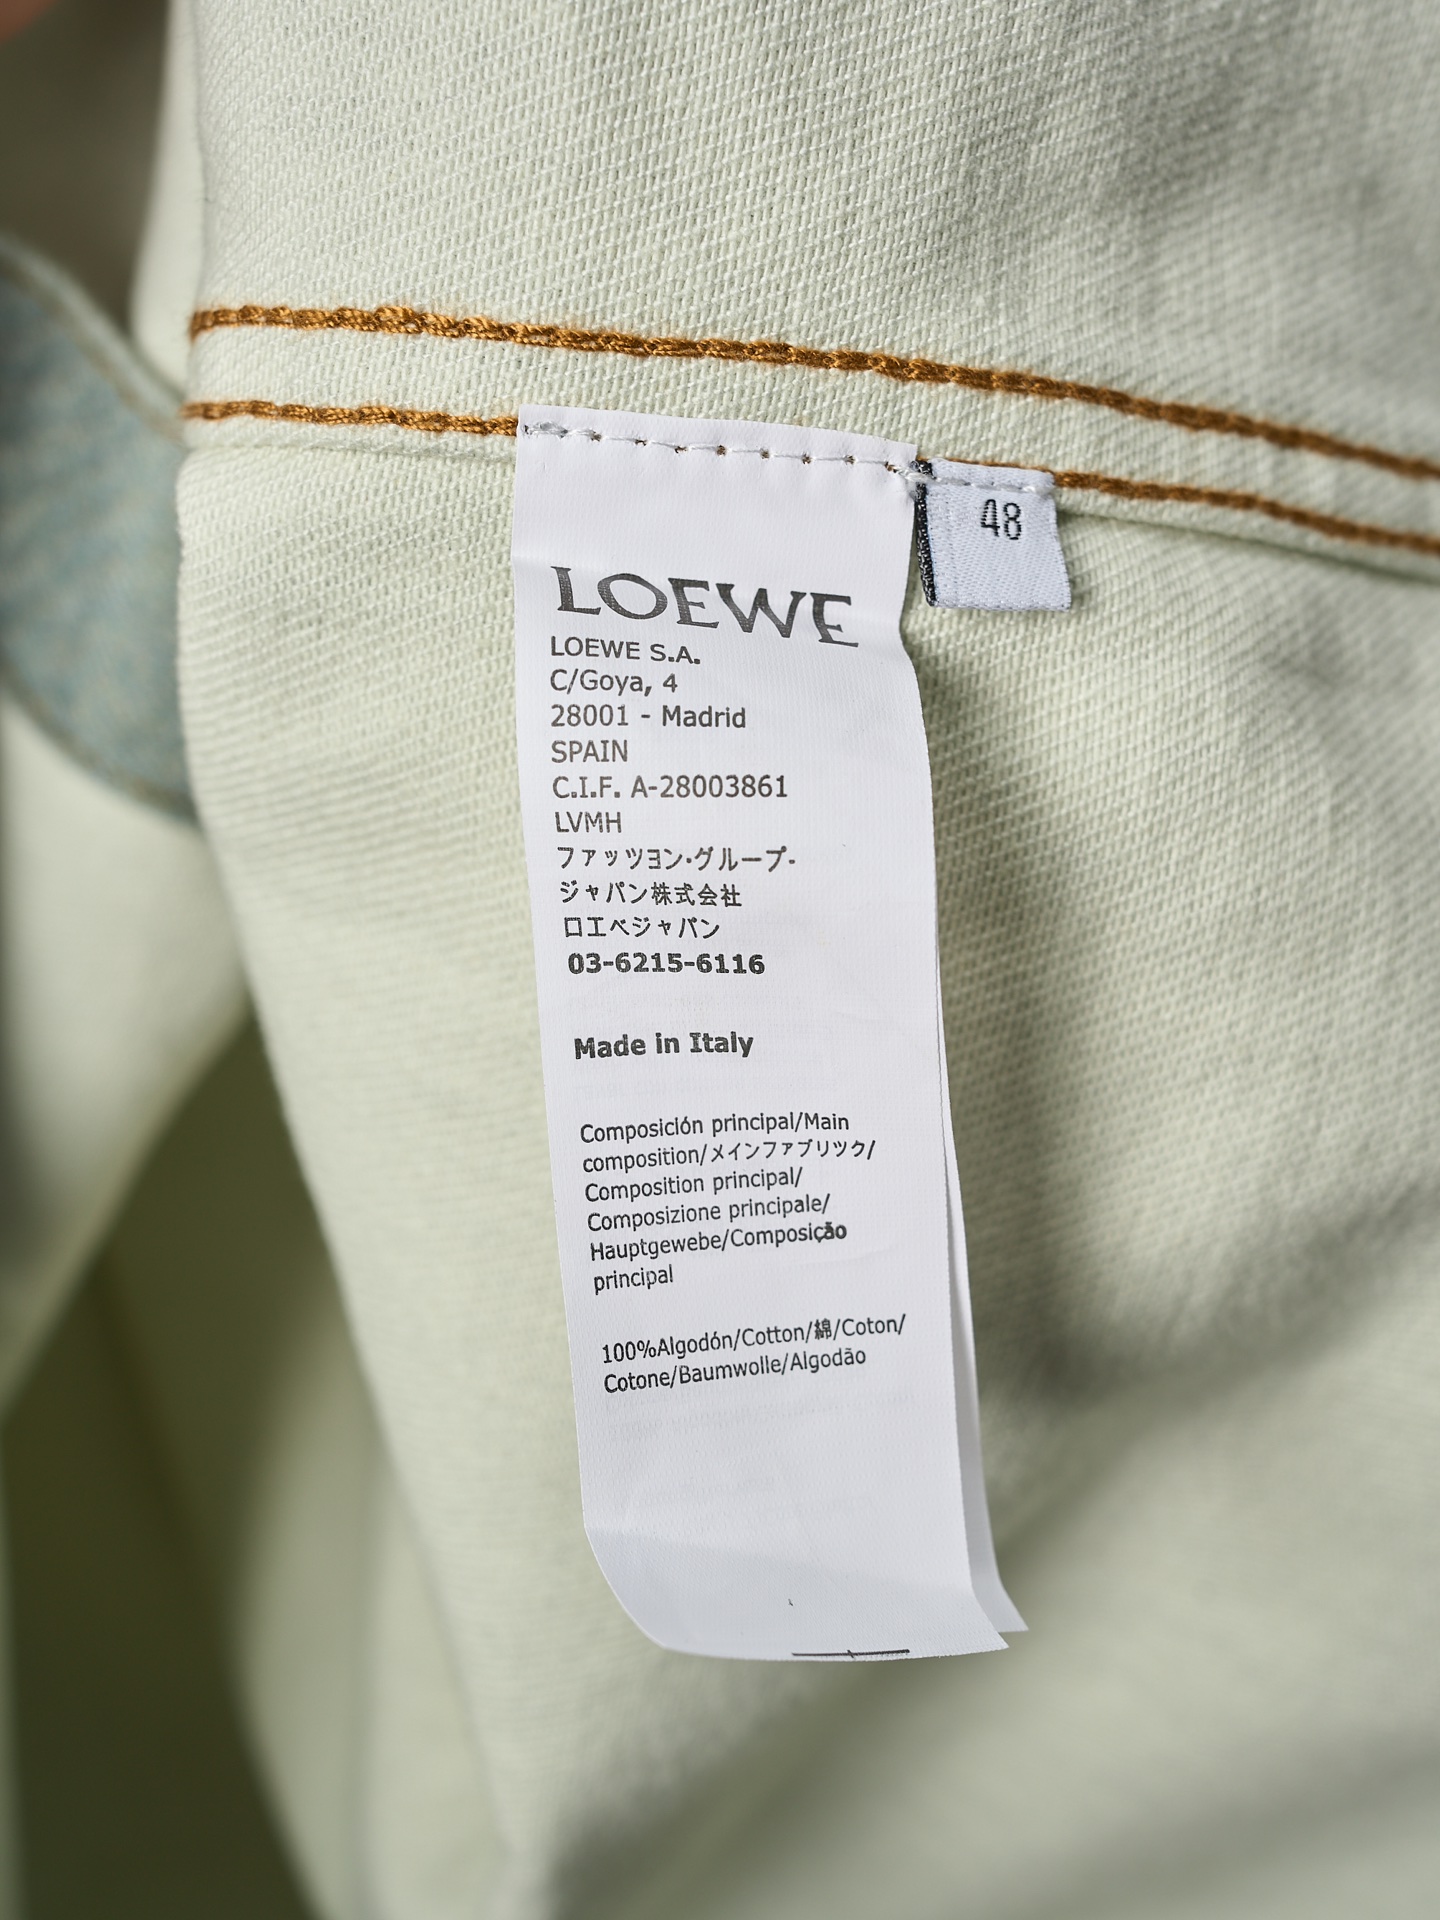 48
LOEWE
LOEWE S.A.
C/Goya, 4
28001 - Madrid
SPAIN
C.I.F. A-28003861
LVMH
ファッツヨン·グループ-
ジャパン株式会社
ロエベジャパン
03-6215-6116
Made in Italy
Composición principal/Main
composition/メインファブリツク/
Composition principal/
Composizione principale/
Hauptgewebe/Composição
principal
100%Algodón/Cotton/綿/Coton/
Cotone/Baumwolle/Algodão